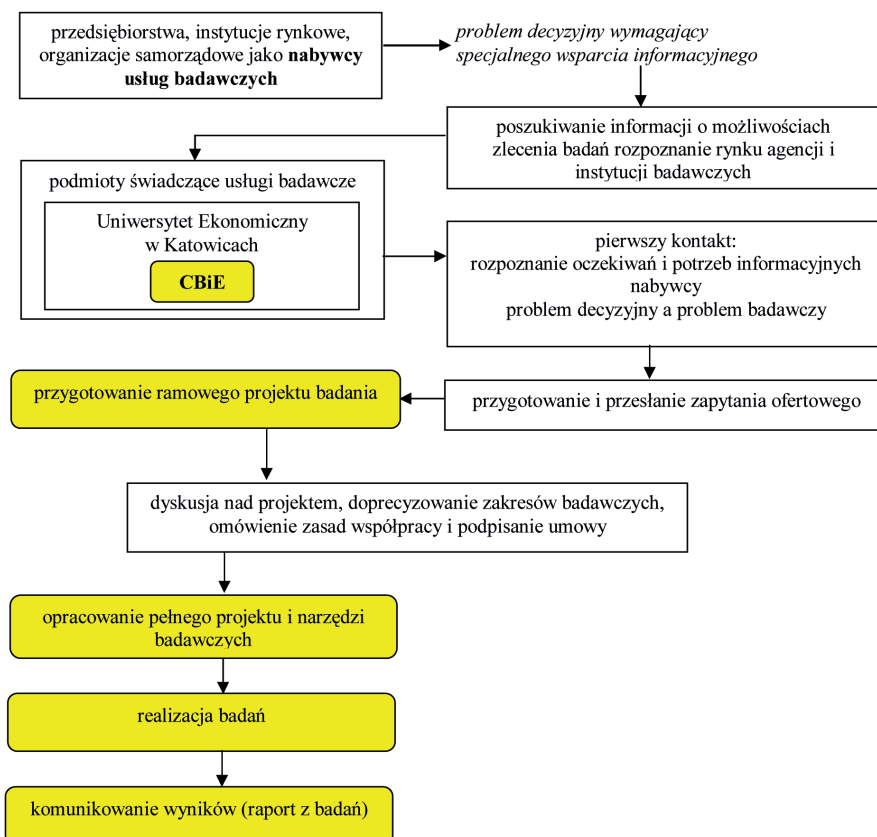 przedsiębiorstwa, instytucje rynkowe,
organizacje samorządowe jako nabywcy
usług badawczych
problem decyzyjny wymagający
specjalnego wsparcia informacyjnego
poszukiwanie informacji o możliwościach
zlecenia badań rozpoznanie rynku agencji i
instytucji badawczych
podmioty świadczące usługi badawcze
Uniwersytet Ekonomiczny
w Katowicach
CBiE
pierwszy kontakt:
rozpoznanie oczekiwań i potrzeb informacyjnych
nabywcy
problem decyzyjny a problem badawczy
przygotowanie i przesłanie zapytania ofertowego
przygotowanie ramowego projektu badania
dyskusja nad projektem, doprecyzowanie zakresów badawczych,
omówienie zasad współpracy i podpisanie umowy
opracowanie pełnego projektu i narzędzi
badawczych
realizacja badań
komunikowanie wyników (raport z badań)